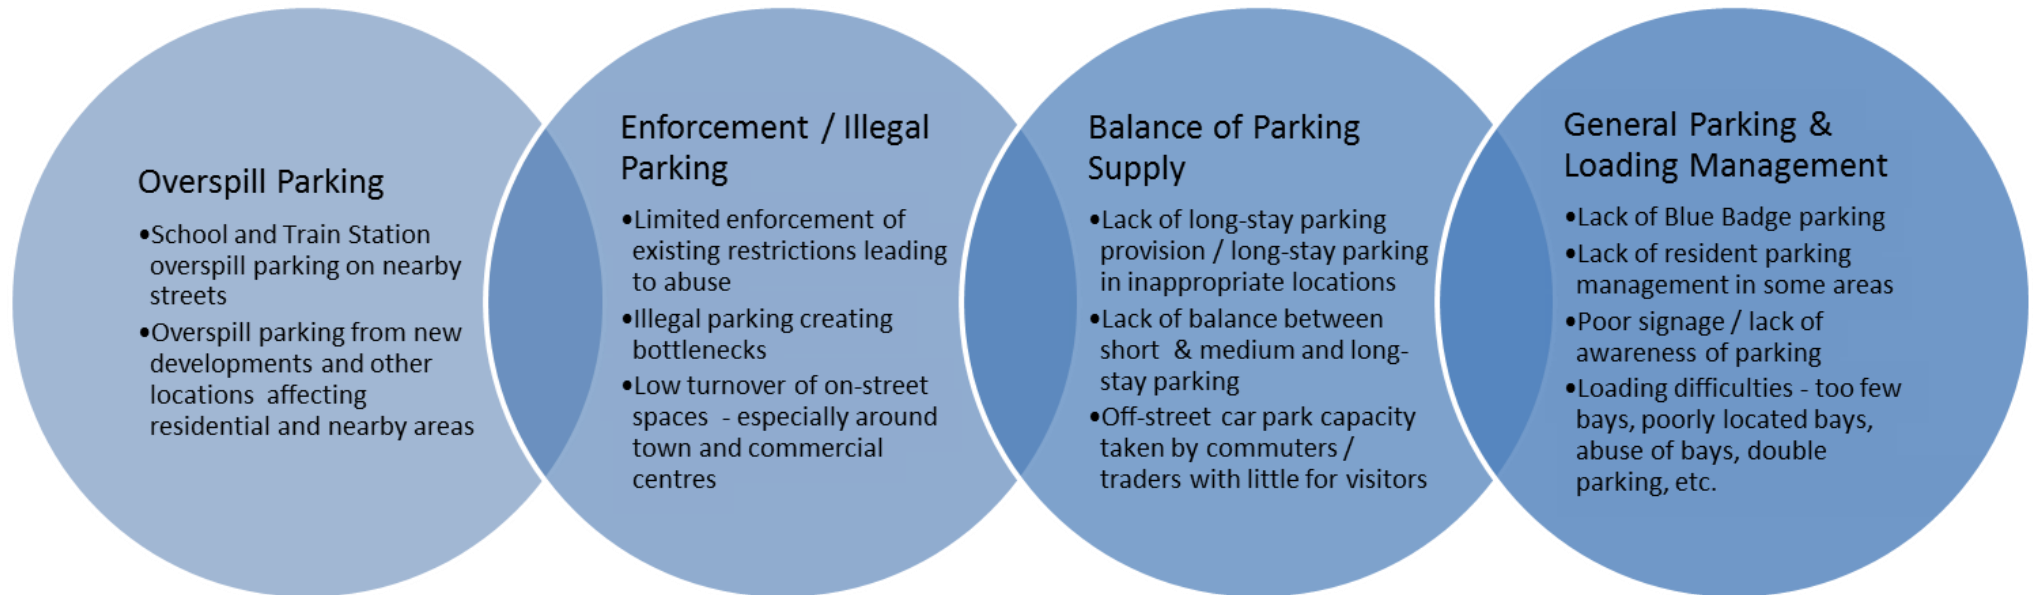 Overspill Parking
•School and Train Station
overspill parking on nearby
streets
•Overspill parking from new
developments and other
locations affecting
residential and nearby areas
Enforcement / Illegal
Parking
•Limited enforcement of
existing restrictions leading
to abuse
•Illegal parking creating
bottlenecks
•Low turnover of on-street
spaces - especially around
town and commercial
centres
Balance of Parking
Supply
•Lack of long-stay parking
provision / long-stay parking
in inappropriate locations
•Lack of balance between
short & medium and long-
stay parking
•Off-street car park capacity
taken by commuters /
traders with little for visitors
General Parking &
Loading Management
•Lack of Blue Badge parking
•Lack of resident parking
management in some areas
•Poor signage / lack of
awareness of parking
•Loading difficulties - too few
bays, poorly located bays,
abuse of bays, double
parking, etc.